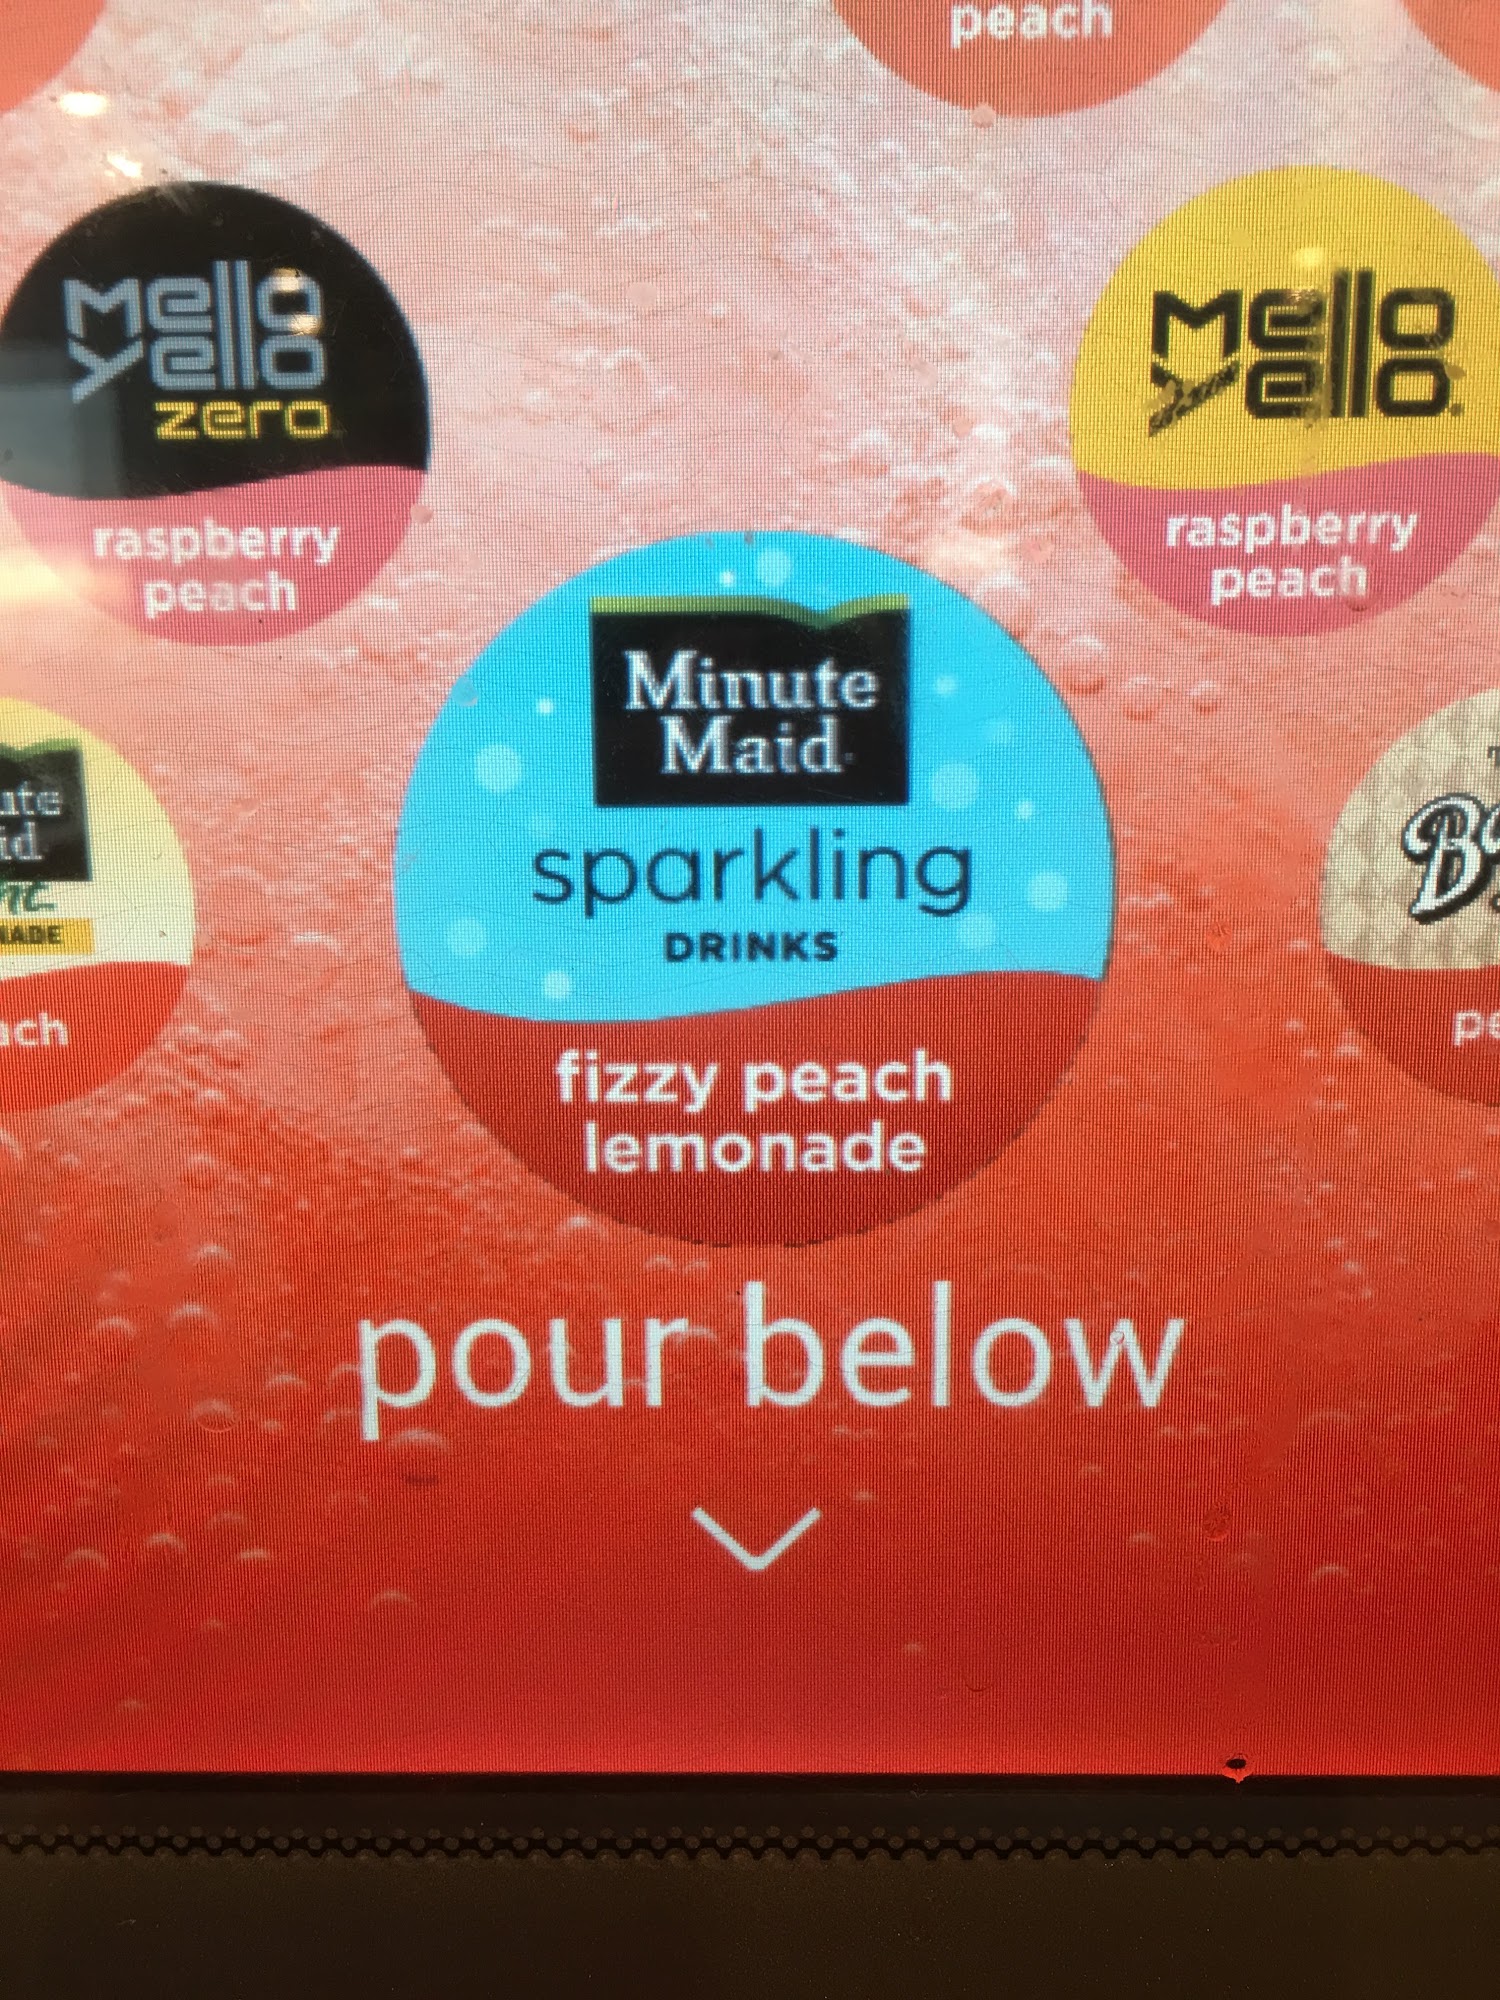 peach
Mello
Yello
zero
raspberry
peach
Mello
Yello
raspberry
peach
Minute
Maid
sparkling
DRINKS
fizzy peach
lemonade
pour below